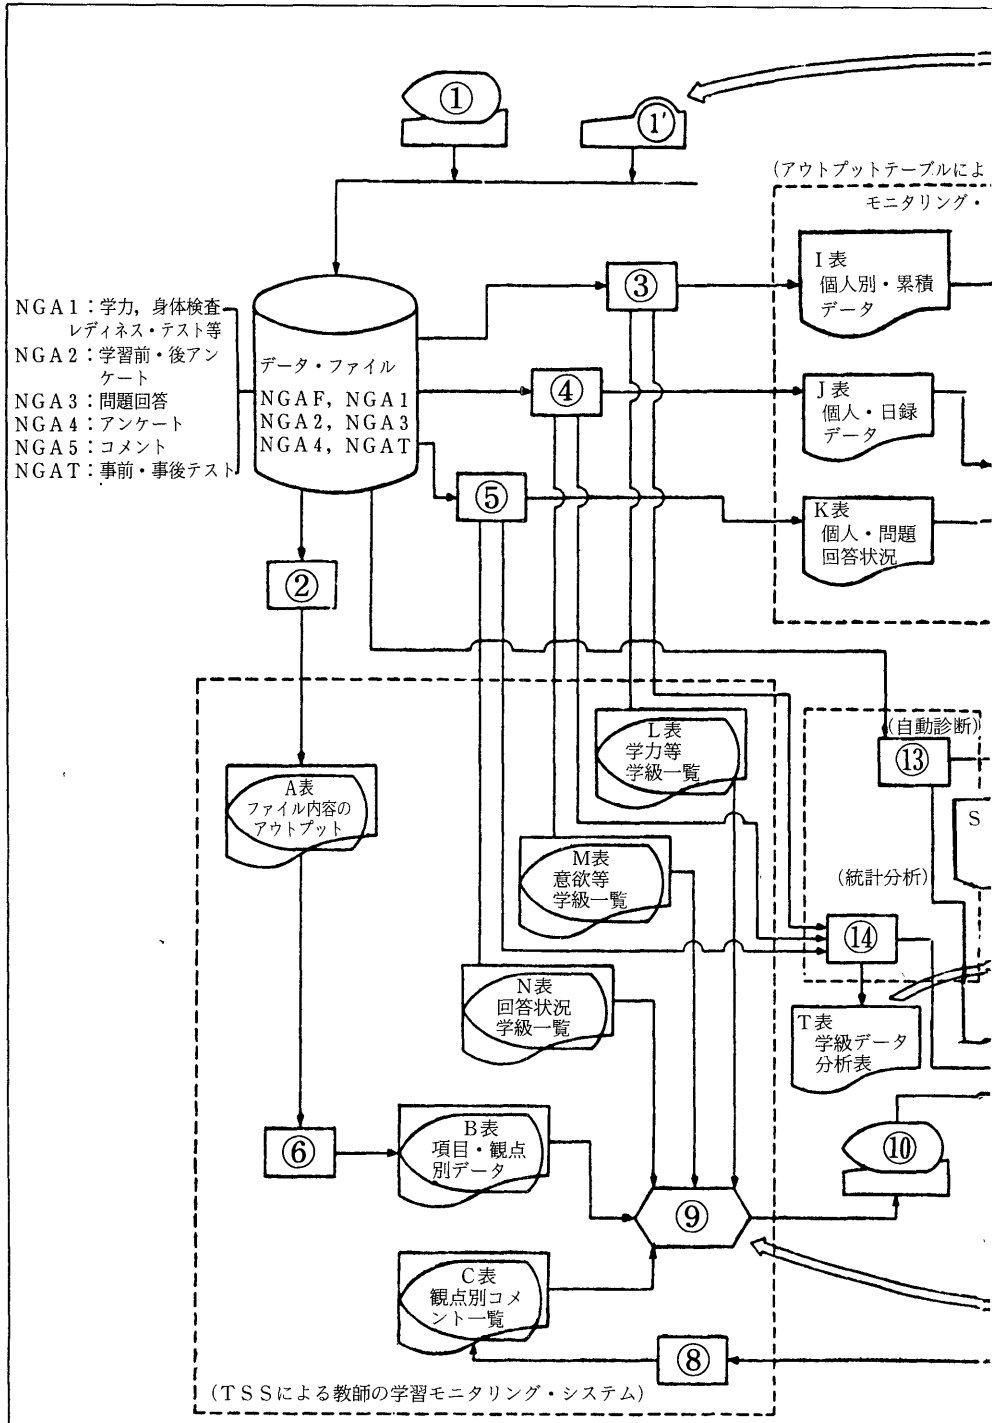 ①
①′
(アウトプットテーブルによ
モニタリング・
I表
個人別・累積
データ
③
NGA1:学力，身体検査
レディネス・テスト等
NGA2:学習前・後アン
ケート
NGA3:問題回答
NGA4:アンケート
NGA5:コメント
NGAT:事前・事後テスト
データ・ファイル
NGAF，NGA1
NGA2，NGA3
NGA4，NGAT
④
J表
個人・日録
データ
⑤
K表
個人・問題
回答状況
②
L表
学力等
学級一覧
(自動診断)
⑬
A表
ファイル内容の
アウトプット
S
M表
意欲等
学級一覧
(統計分析)
⑭
N表
回答状況
学級一覧
T表
学級データ
分析表
⑥
B表
項目・観点
別データ
⑩
⑨
C表
観点別コメ
ント一覧
⑧
(TSSによる教師の学習モニタリング・システム)